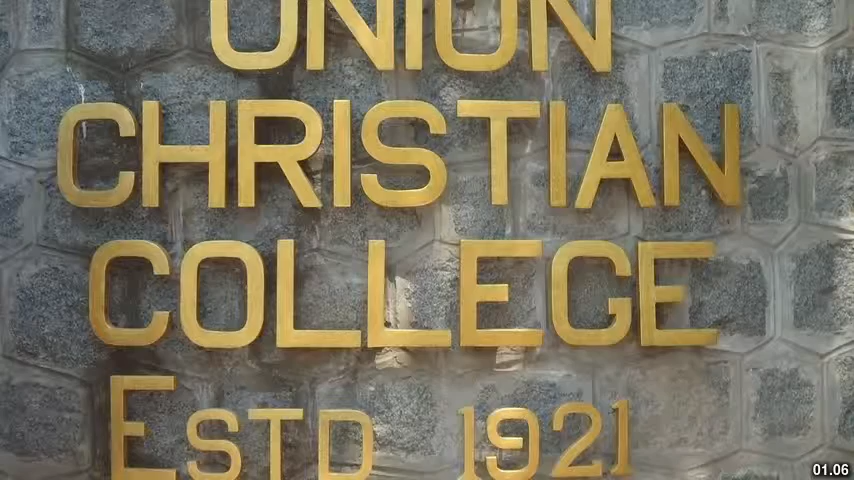 UNION
CHRISTIAN
COLLEGE
ESTD 1921
01.06